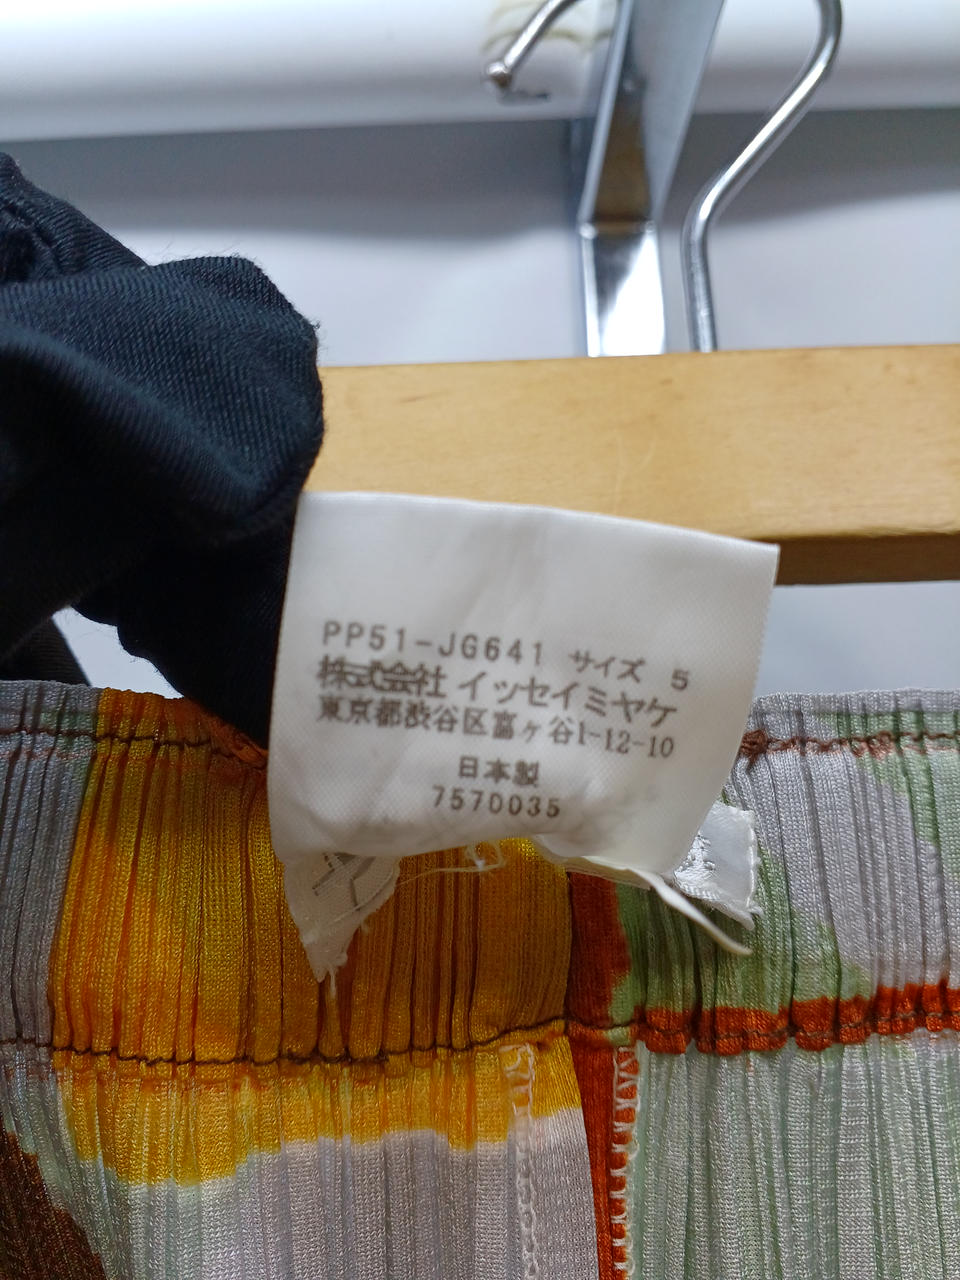 PP51-JG641 サイズ 5
株式会社 イッセイミヤケ
東京都渋谷区富ヶ谷1-12-10
日本製
7570035